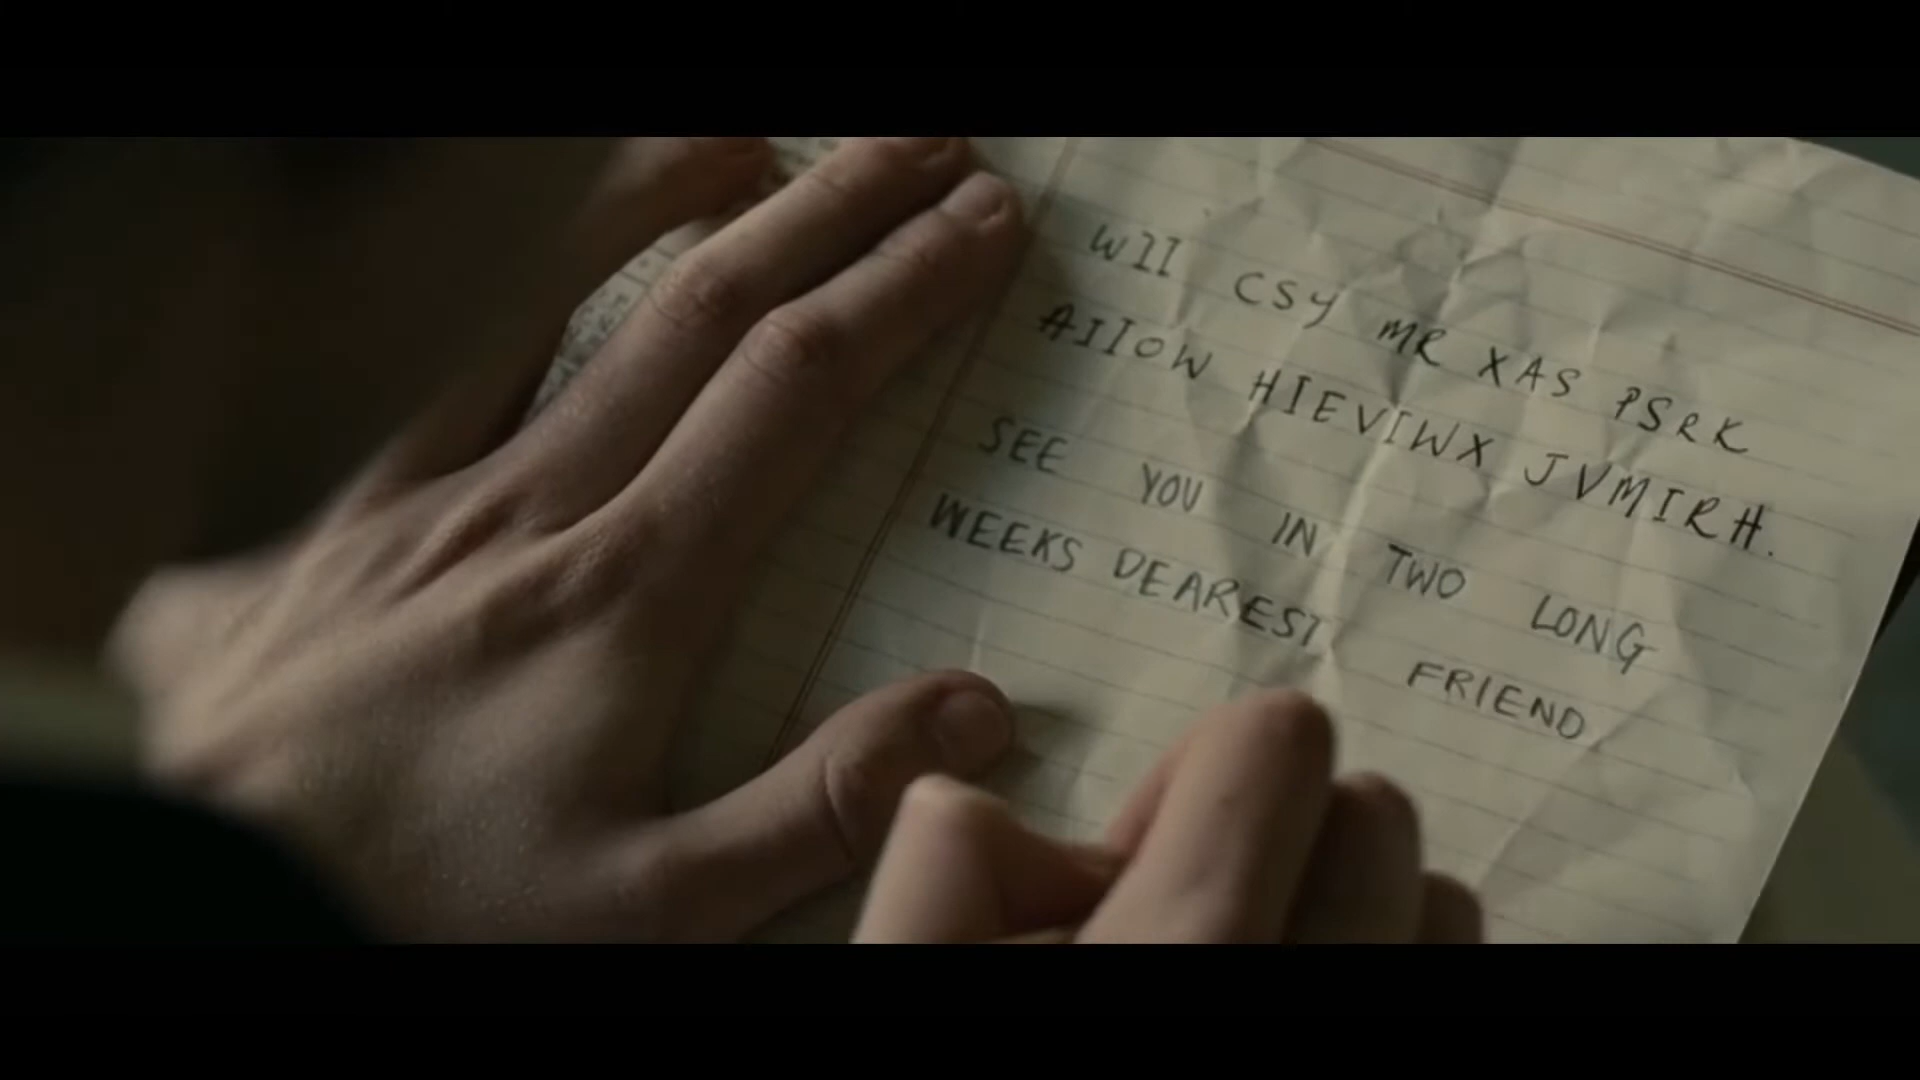 WII CSY MR XAS PSRK
AIIOW HIEVIWX JVMIRH.
SEE YOU IN TWO LONG
WEEKS DEAREST FRIEND